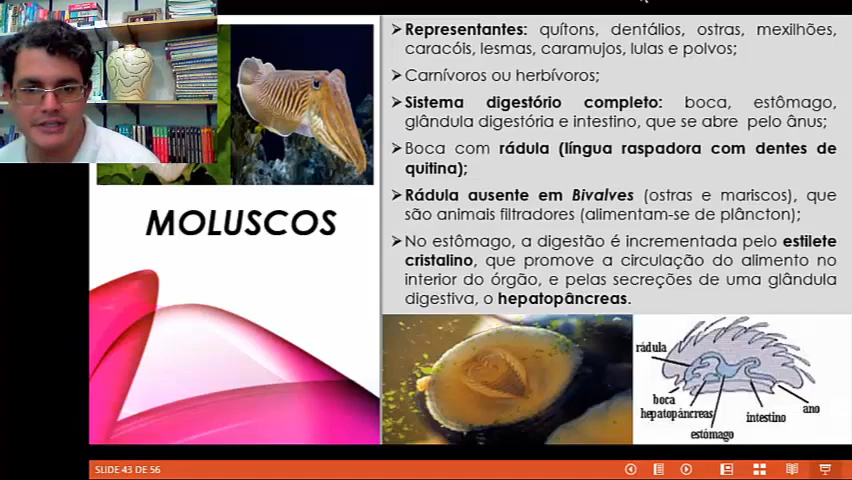 ➤Representantes: quítons, dentálios, ostras, mexilhões,
caracóis, lesmas, caramujos, lulas e polvos;
➤Carnívoros ou herbívoros;
➤Sistema digestório completo: boca, estômago,
glândula digestória e intestino, que se abre pelo ânus;
➤Boca com rádula (língua raspadora com dentes de
quitina);
➤Rádula ausente em Bivalves (ostras e mariscos), que
são animais filtradores (alimentam-se de plâncton);
➤No estômago, a digestão é incrementada pelo estilete
cristalino, que promove a circulação do alimento no
interior do órgão, e pelas secreções de uma glândula
digestiva, o hepatopâncreas.
MOLUSCOS
rádula
boca
hepatopâncreas
estômago
intestino
ano
SLIDE 43 DE 56